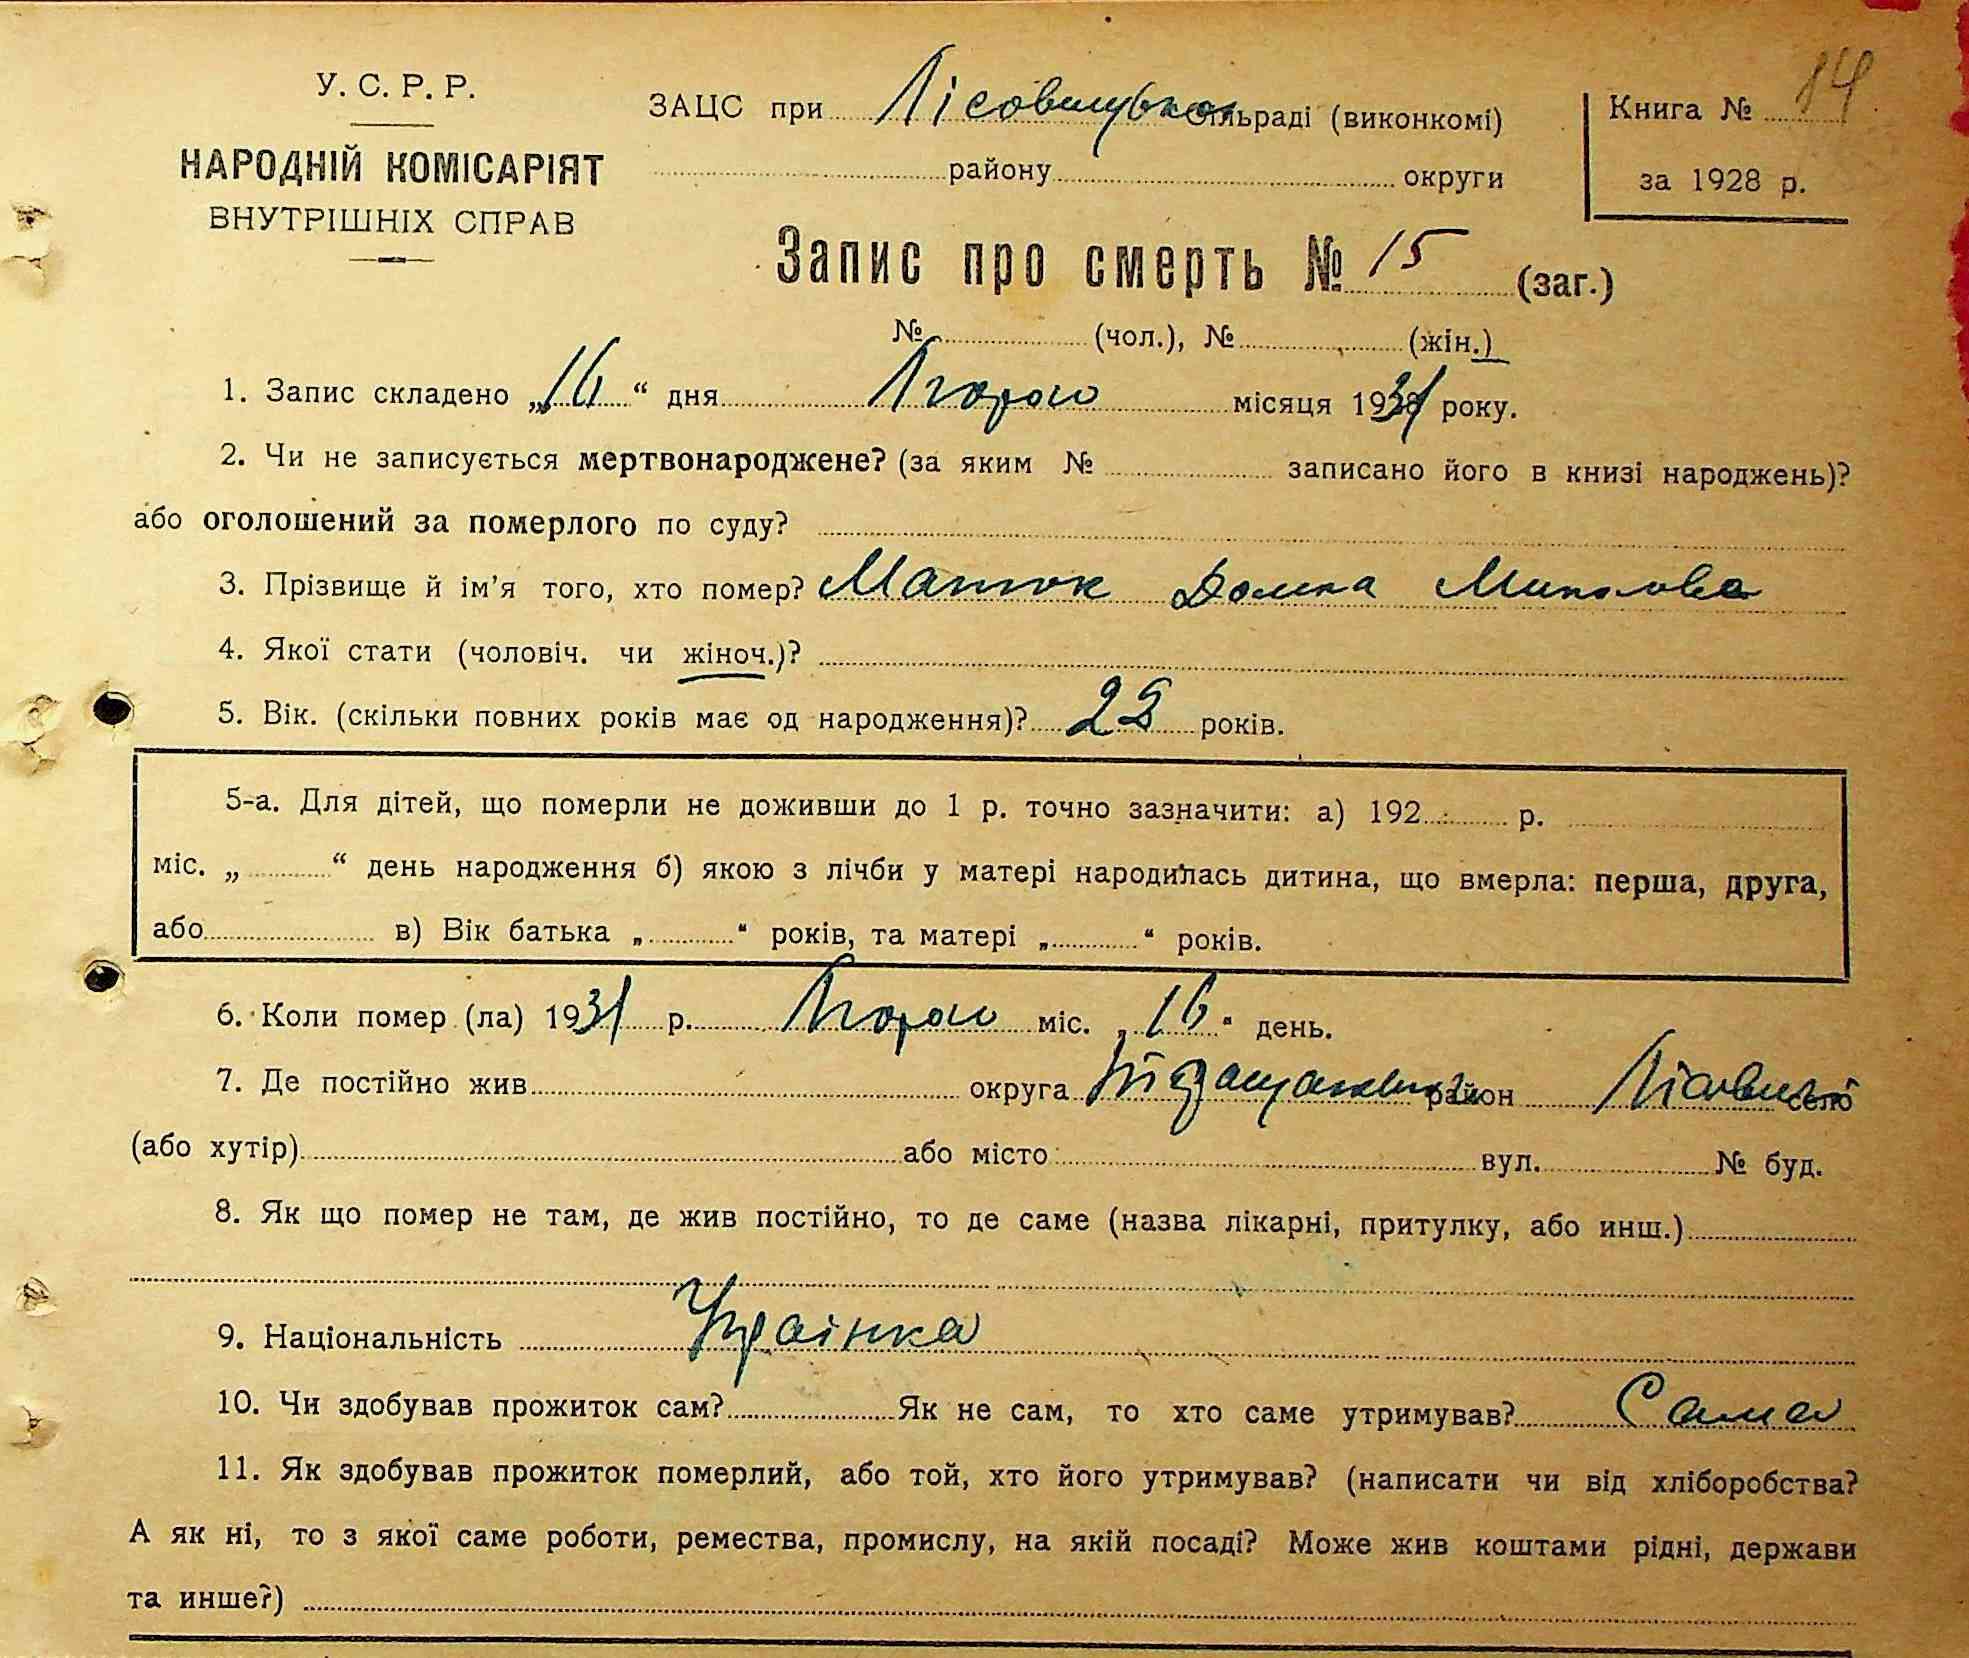 У. С. Р. Р.
НАРОДНІЙ КОМІСАРІЯТ
ВНУТРІШНІХ СПРАВ
ЗАЦС при сільраді (виконкомі)
району округи
Книга № 14
за 1928 р.
Запис про смерть № 15 (заг.)
№ (чол.), № (жін.)
1. Запис складено „16“ дня Лютого місяця 1931 року.
2. Чи не записується мертвонароджене? (за яким № записано його в книзі народжень)?
або оголошений за померлого по суду?
3. Прізвище й ім’я того, хто помер? Домка Миколова
4. Якої стати (чоловіч. чи жіноч.)?
5. Вік. (скільки повних років має од народження)? років.
5-а. Для дітей, що померли не доживши до 1 р. точно зазначити: а) 192 р.
міс. „ “ день народження б) якою з лічби у матері народилась дитина, що вмерла: перша, друга,
або в) Вік батька „ “ років, та матері „ “ років.
6. Коли помер (ла) 1931 р. Лютого міс. „16“ день.
7. Де постійно жив округа район село
(або хутір) або місто вул. № буд.
8. Як що помер не там, де жив постійно, то де саме (назва лікарні, притулку, або инш.)
9. Національність Українка
10. Чи здобував прожиток сам? Як не сам, то хто саме утримував? Сама
11. Як здобував прожиток померлий, або той, хто його утримував? (написати чи від хліборобства?
А як ні, то з якої саме роботи, ремества, промислу, на якій посаді? Може жив коштами рідні, держави
та инше?)